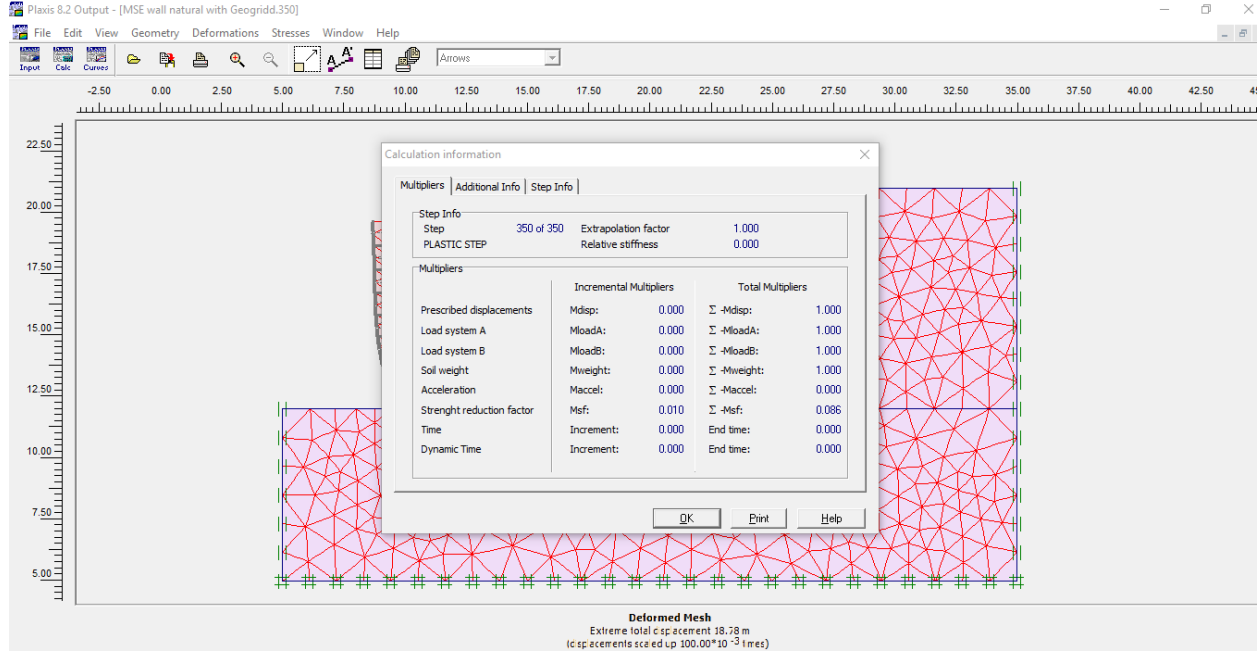 Plaxis 8.2 Output - [MSE wall natural with Geogridd.350]
File Edit View Geometry Deformations Stresses Window Help
Input Calc Curves Arrows
-2.50 0.00 2.50 5.00 7.50 10.00 12.50 15.00 17.50 20.00 22.50 25.00 27.50 30.00 32.50 35.00 37.50 40.00 42.50
22.50
20.00
17.50
15.00
12.50
10.00
7.50
5.00
Calculation information
Multipliers Additional Info Step Info
Step Info
Step 350 of 350 Extrapolation factor 1.000
PLASTIC STEP Relative stiffness 0.000
Multipliers
Incremental Multipliers Total Multipliers
Prescribed displacements Mdisp: 0.000 Σ -Mdisp: 1.000
Load system A MloadA: 0.000 Σ -MloadA: 1.000
Load system B MloadB: 0.000 Σ -MloadB: 1.000
Soil weight Mweight: 0.000 Σ -Mweight: 1.000
Acceleration Maccel: 0.000 Σ -Maccel: 0.000
Strenght reduction factor Msf: 0.010 Σ -Msf: 0.086
Time Increment: 0.000 End time: 0.000
Dynamic Time Increment: 0.000 End time: 0.000
OK Print Help
Deformed Mesh
Extreme total displacement 18.78 m
(displacements scaled up 100.00*10 -3 times)